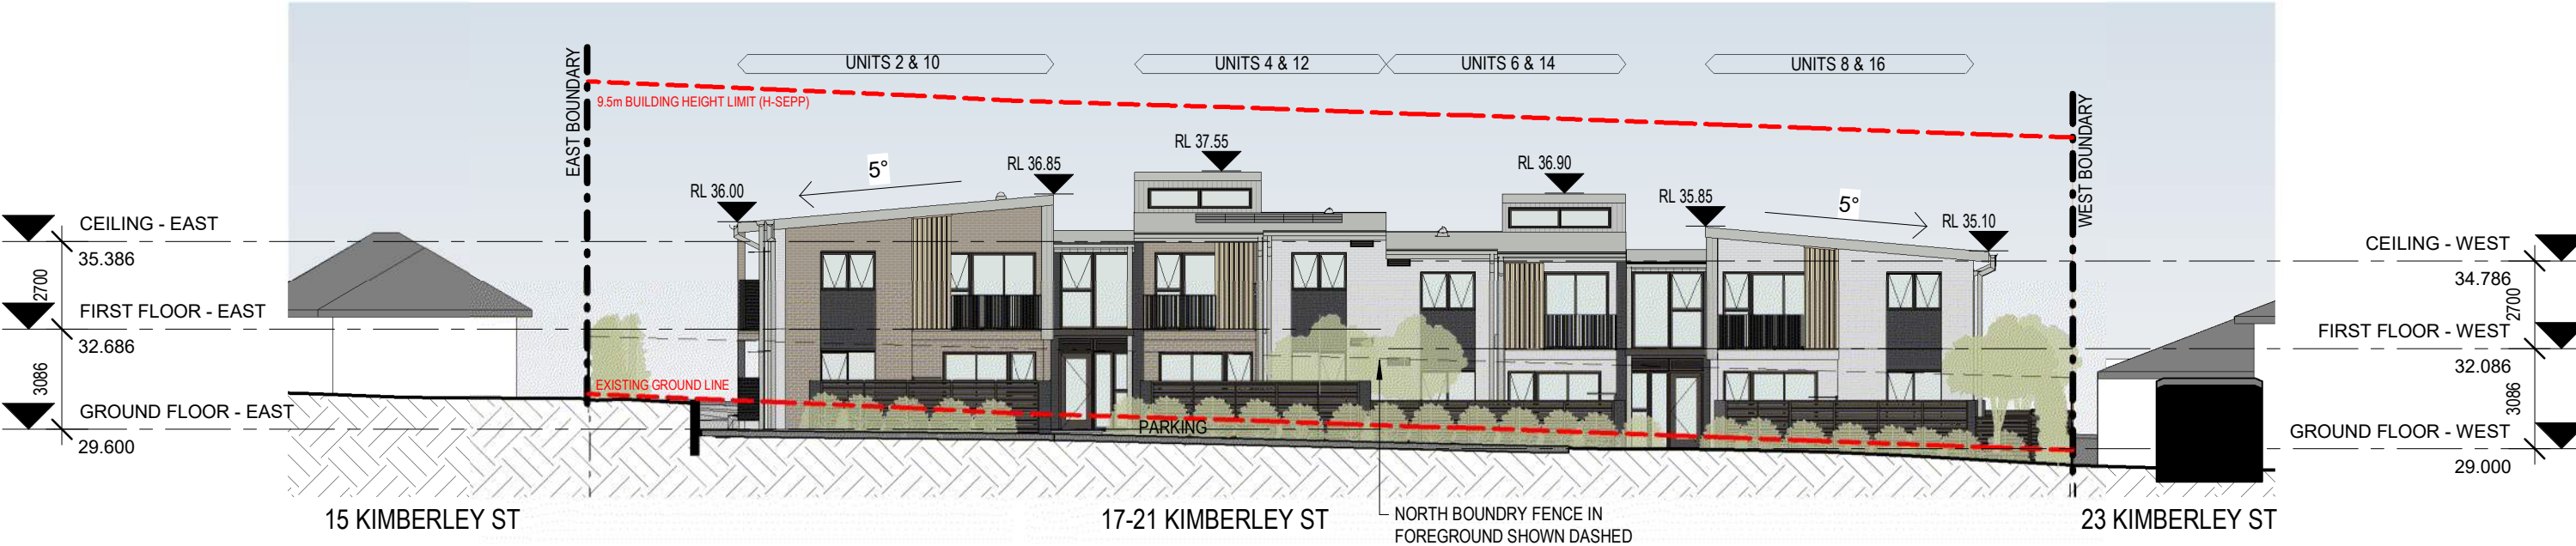 UNITS 2 & 10
UNITS 4 & 12
UNITS 6 & 14
UNITS 8 & 16
EAST BOUNDARY
9.5m BUILDING HEIGHT LIMIT (H-SEPP)
WEST BOUNDARY
RL 36.00
5°
RL 36.85
RL 37.55
RL 36.90
RL 35.85
5°
RL 35.10
CEILING - EAST
35.386
2700
FIRST FLOOR - EAST
32.686
3086
GROUND FLOOR - EAST
29.600
EXISTING GROUND LINE
PARKING
CEILING - WEST
34.786
2700
FIRST FLOOR - WEST
32.086
3086
GROUND FLOOR - WEST
29.000
15 KIMBERLEY ST
17-21 KIMBERLEY ST
NORTH BOUNDRY FENCE IN
FOREGROUND SHOWN DASHED
23 KIMBERLEY ST